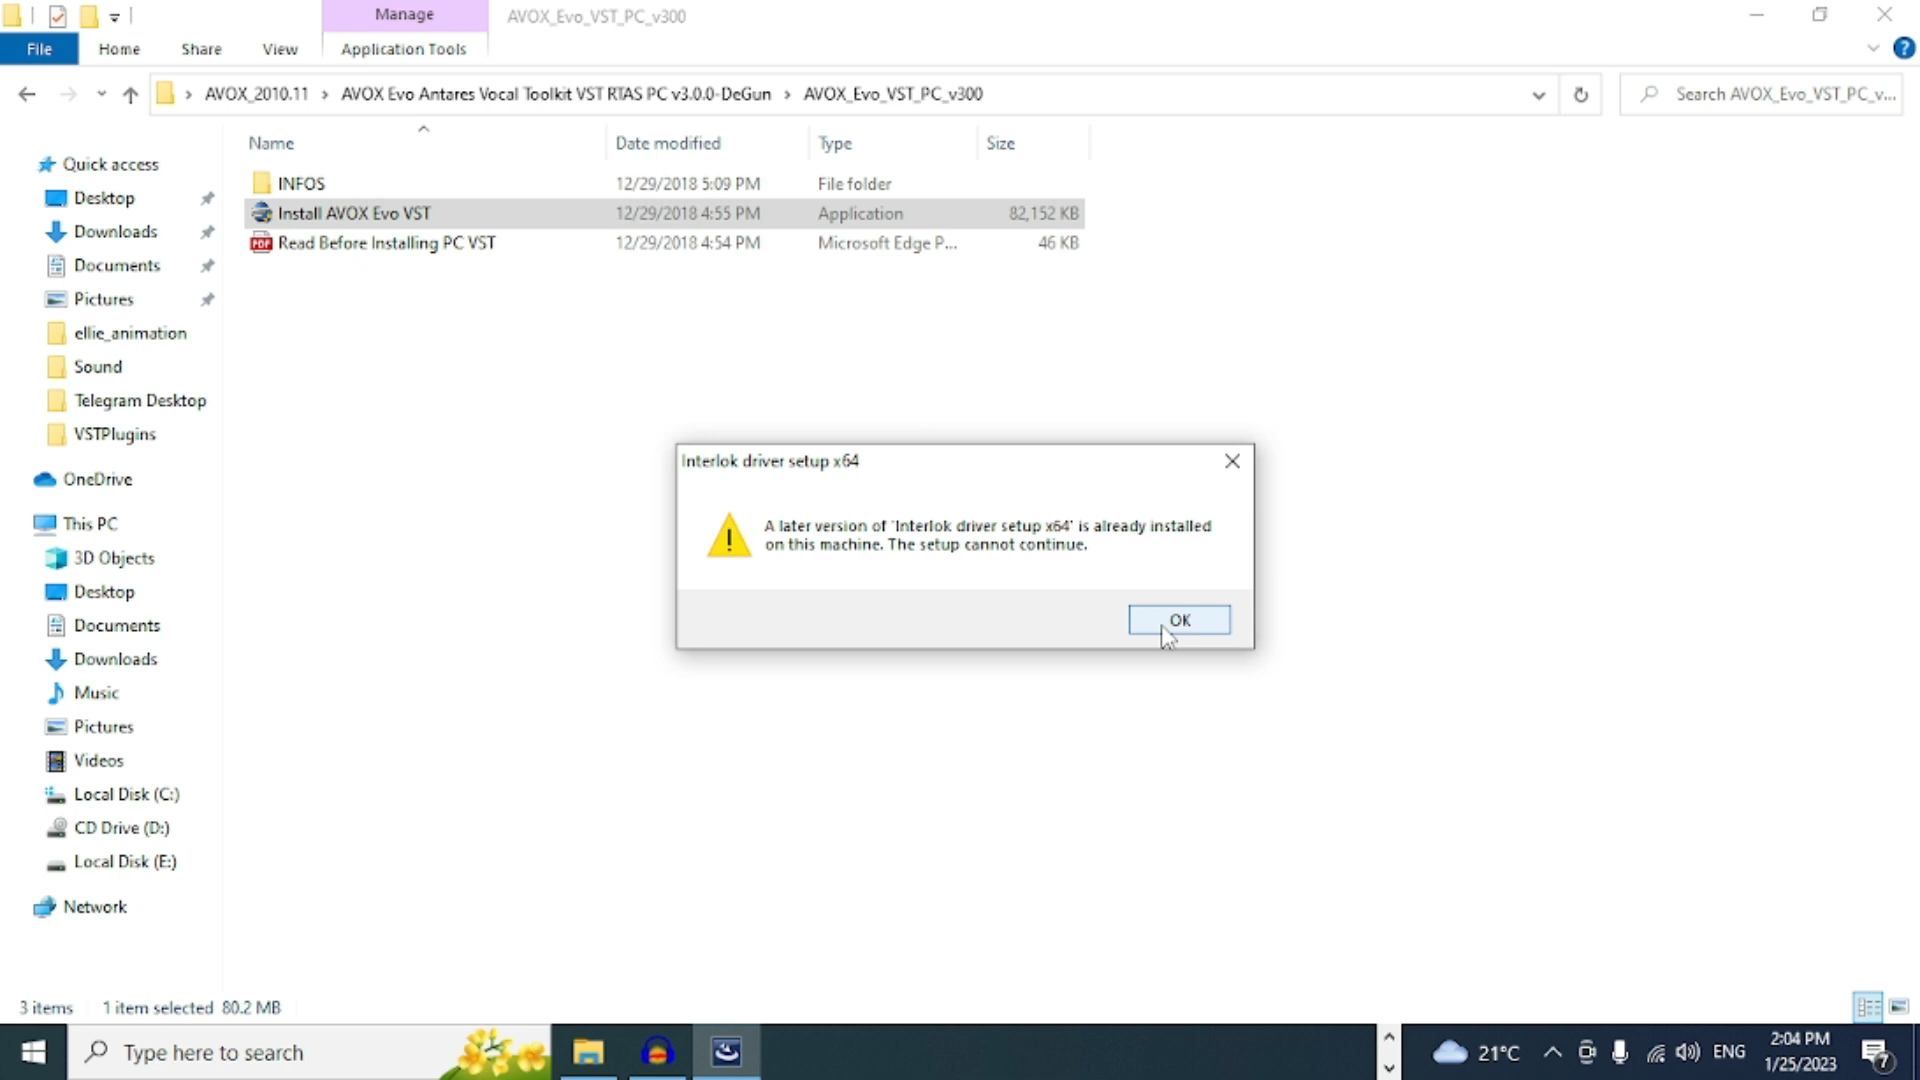 Manage
AVOX_Evo_VST_PC_v300
File
Home
Share
View
Application Tools
?
AVOX_2010.11 › AVOX Evo Antares Vocal Toolkit VST RTAS PC v3.0.0-DeGun › AVOX_Evo_VST_PC_v300
Search AVOX_Evo_VST_PC_v...
Name
Date modified
Type
Size
INFOS 12/29/2018 5:09 PM File folder
Install AVOX Evo VST 12/29/2018 4:55 PM Application 82,152 KB
Read Before Installing PC VST 12/29/2018 4:54 PM Microsoft Edge P... 46 KB
Quick access
Desktop
Downloads
Documents
Pictures
ellie_animation
Sound
Telegram Desktop
VSTPlugins
OneDrive
This PC
3D Objects
Desktop
Documents
Downloads
Music
Pictures
Videos
Local Disk (C:)
CD Drive (D:)
Local Disk (E:)
Network
Interlok driver setup x64
A later version of 'Interlok driver setup x64' is already installed
on this machine. The setup cannot continue.
OK
3 items 1 item selected 80.2 MB
Type here to search
21°C
ENG
2:04 PM
1/25/2023
7